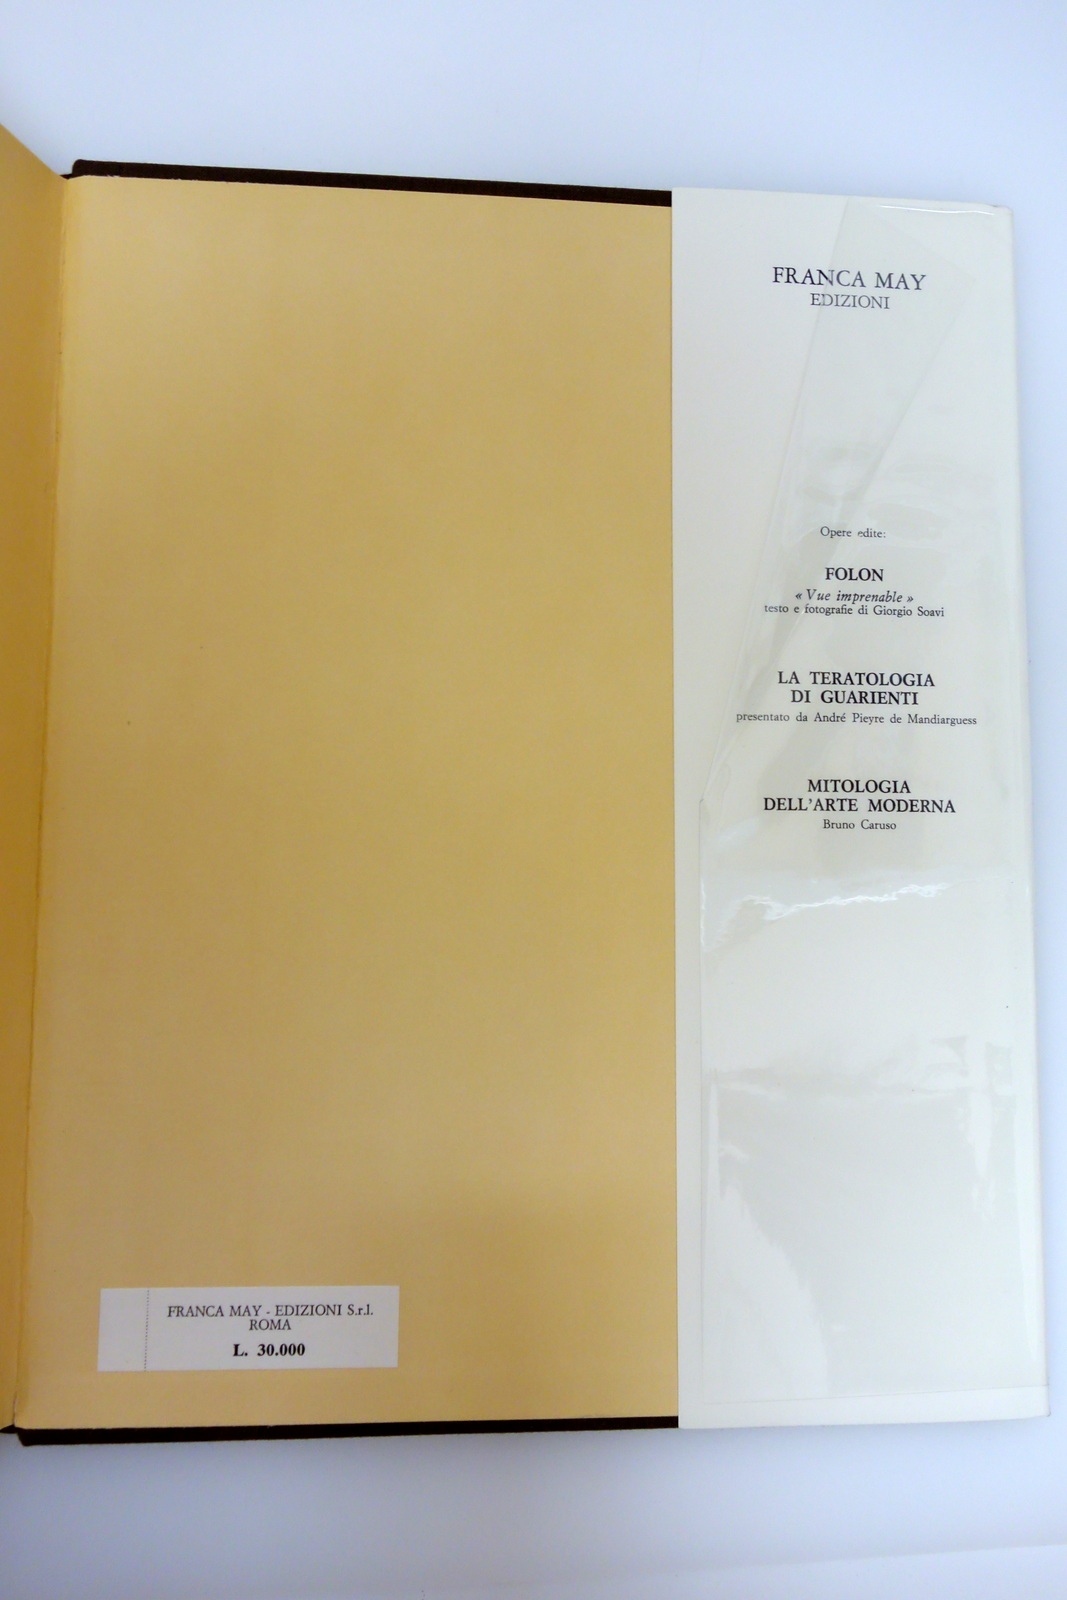 FRANCA MAY
EDIZIONI
Opere edite:
FOLON
« Vue imprenable »
testo e fotografie di Giorgio Soavi
LA TERATOLOGIA
DI GUARIENTI
presentato da André Pieyre de Mandiarguess
MITOLOGIA
DELL'ARTE MODERNA
Bruno Caruso
FRANCA MAY - EDIZIONI S.r.l.
ROMA
L. 30.000